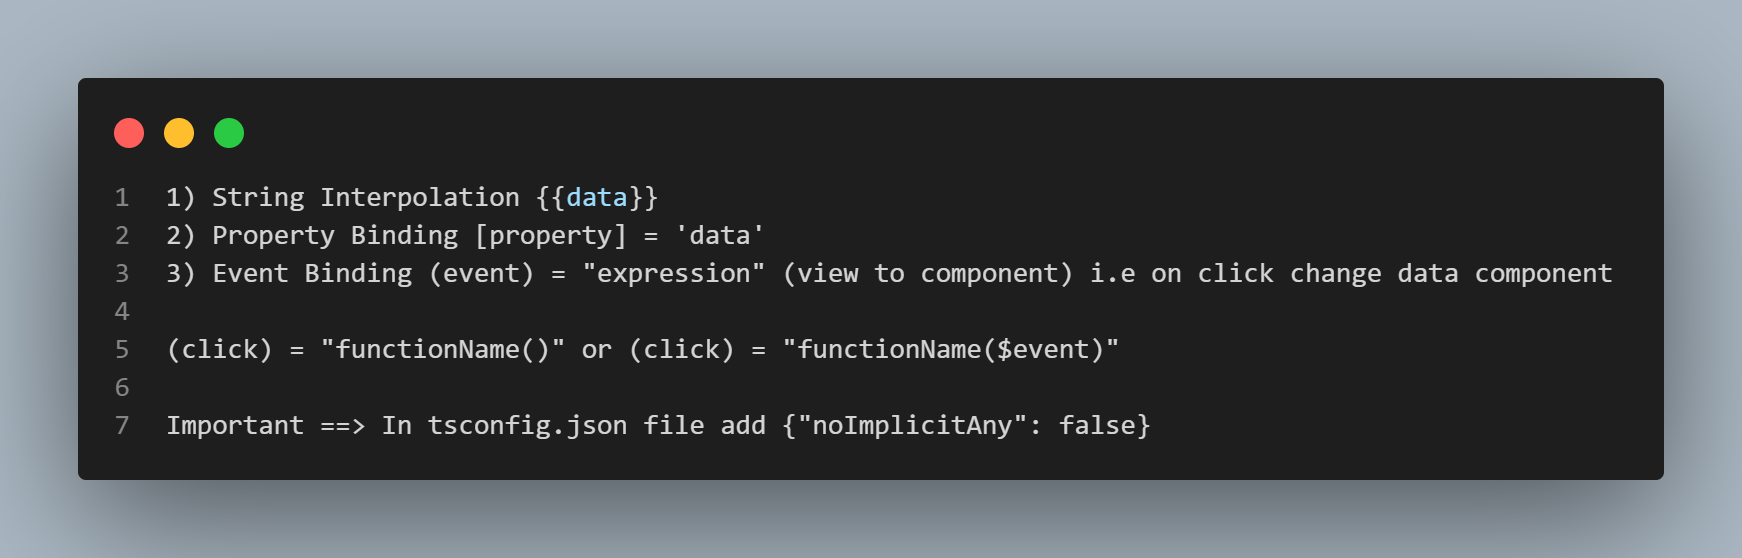 1 1) String Interpolation {{data}}
2 2) Property Binding [property] = 'data'
3 3) Event Binding (event) = "expression" (view to component) i.e on click change data component
4
5 (click) = "functionName()" or (click) = "functionName($event)"
6
7 Important ==> In tsconfig.json file add {"noImplicitAny": false}